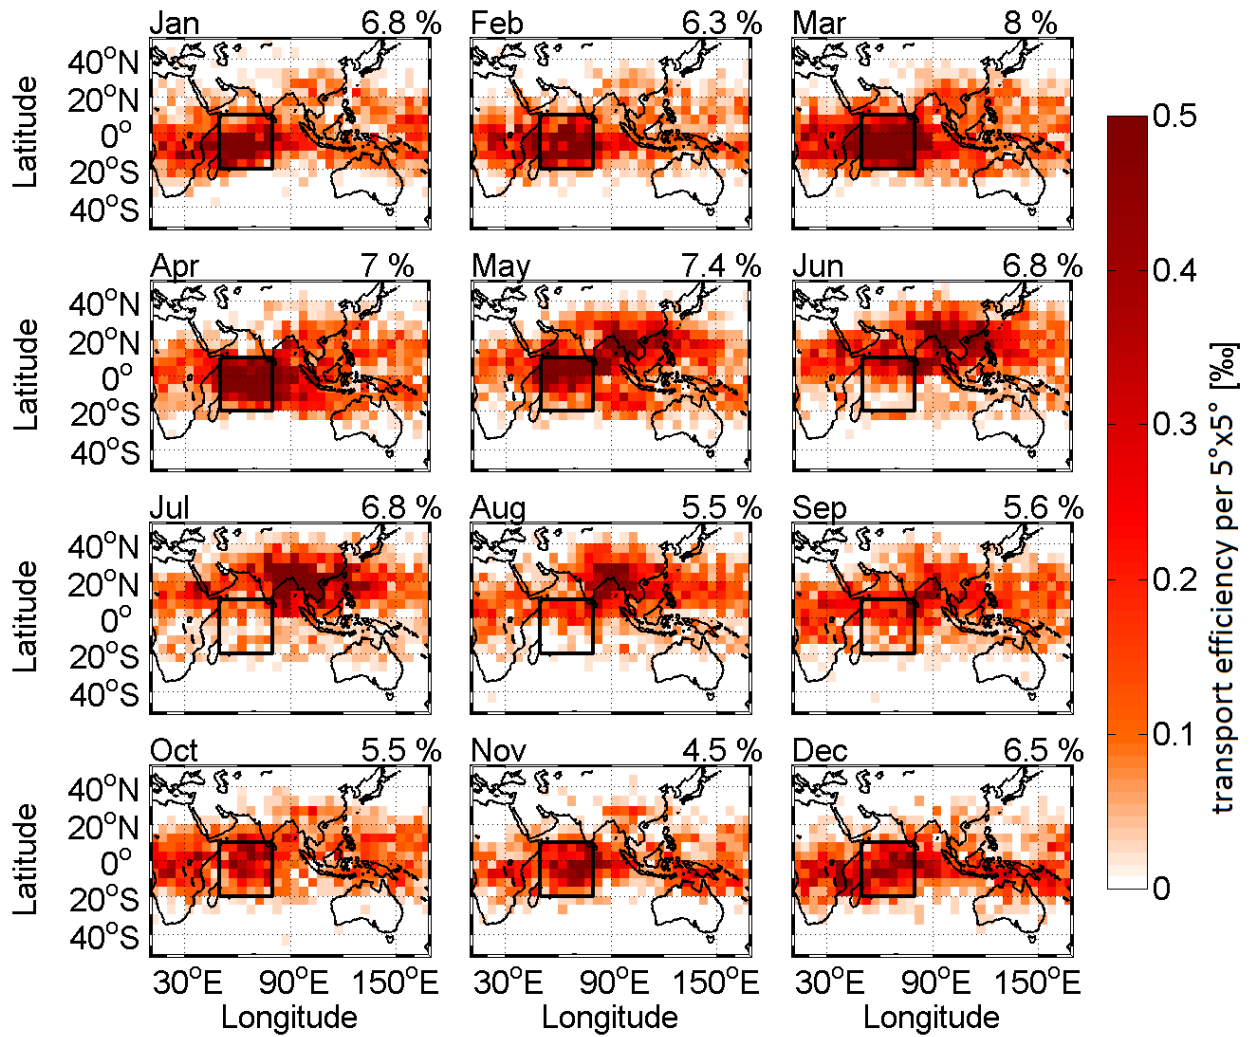 Jan 6.8 %
Feb 6.3 %
Mar 8 %
Latitude
40°N
20°N
0°
20°S
40°S
Apr 7 %
May 7.4 %
Jun 6.8 %
Latitude
40°N
20°N
0°
20°S
40°S
Jul 6.8 %
Aug 5.5 %
Sep 5.6 %
Latitude
40°N
20°N
0°
20°S
40°S
Oct 5.5 %
Nov 4.5 %
Dec 6.5 %
Latitude
40°N
20°N
0°
20°S
40°S
30°E 90°E 150°E
30°E 90°E 150°E
30°E 90°E 150°E
Longitude
Longitude
Longitude
0.5
0.4
0.3
0.2
0.1
0
transport efficiency per 5°x5° [‰]